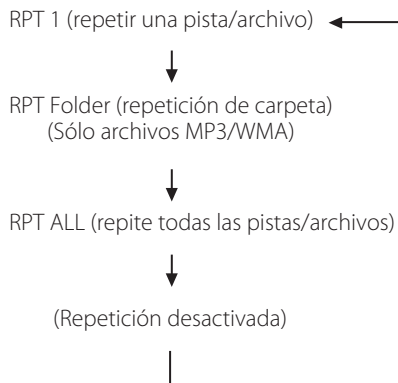 RPT 1 (repetir una pista/archivo)
RPT Folder (repetición de carpeta)
(Sólo archivos MP3/WMA)
RPT ALL (repite todas las pistas/archivos)
(Repetición desactivada)